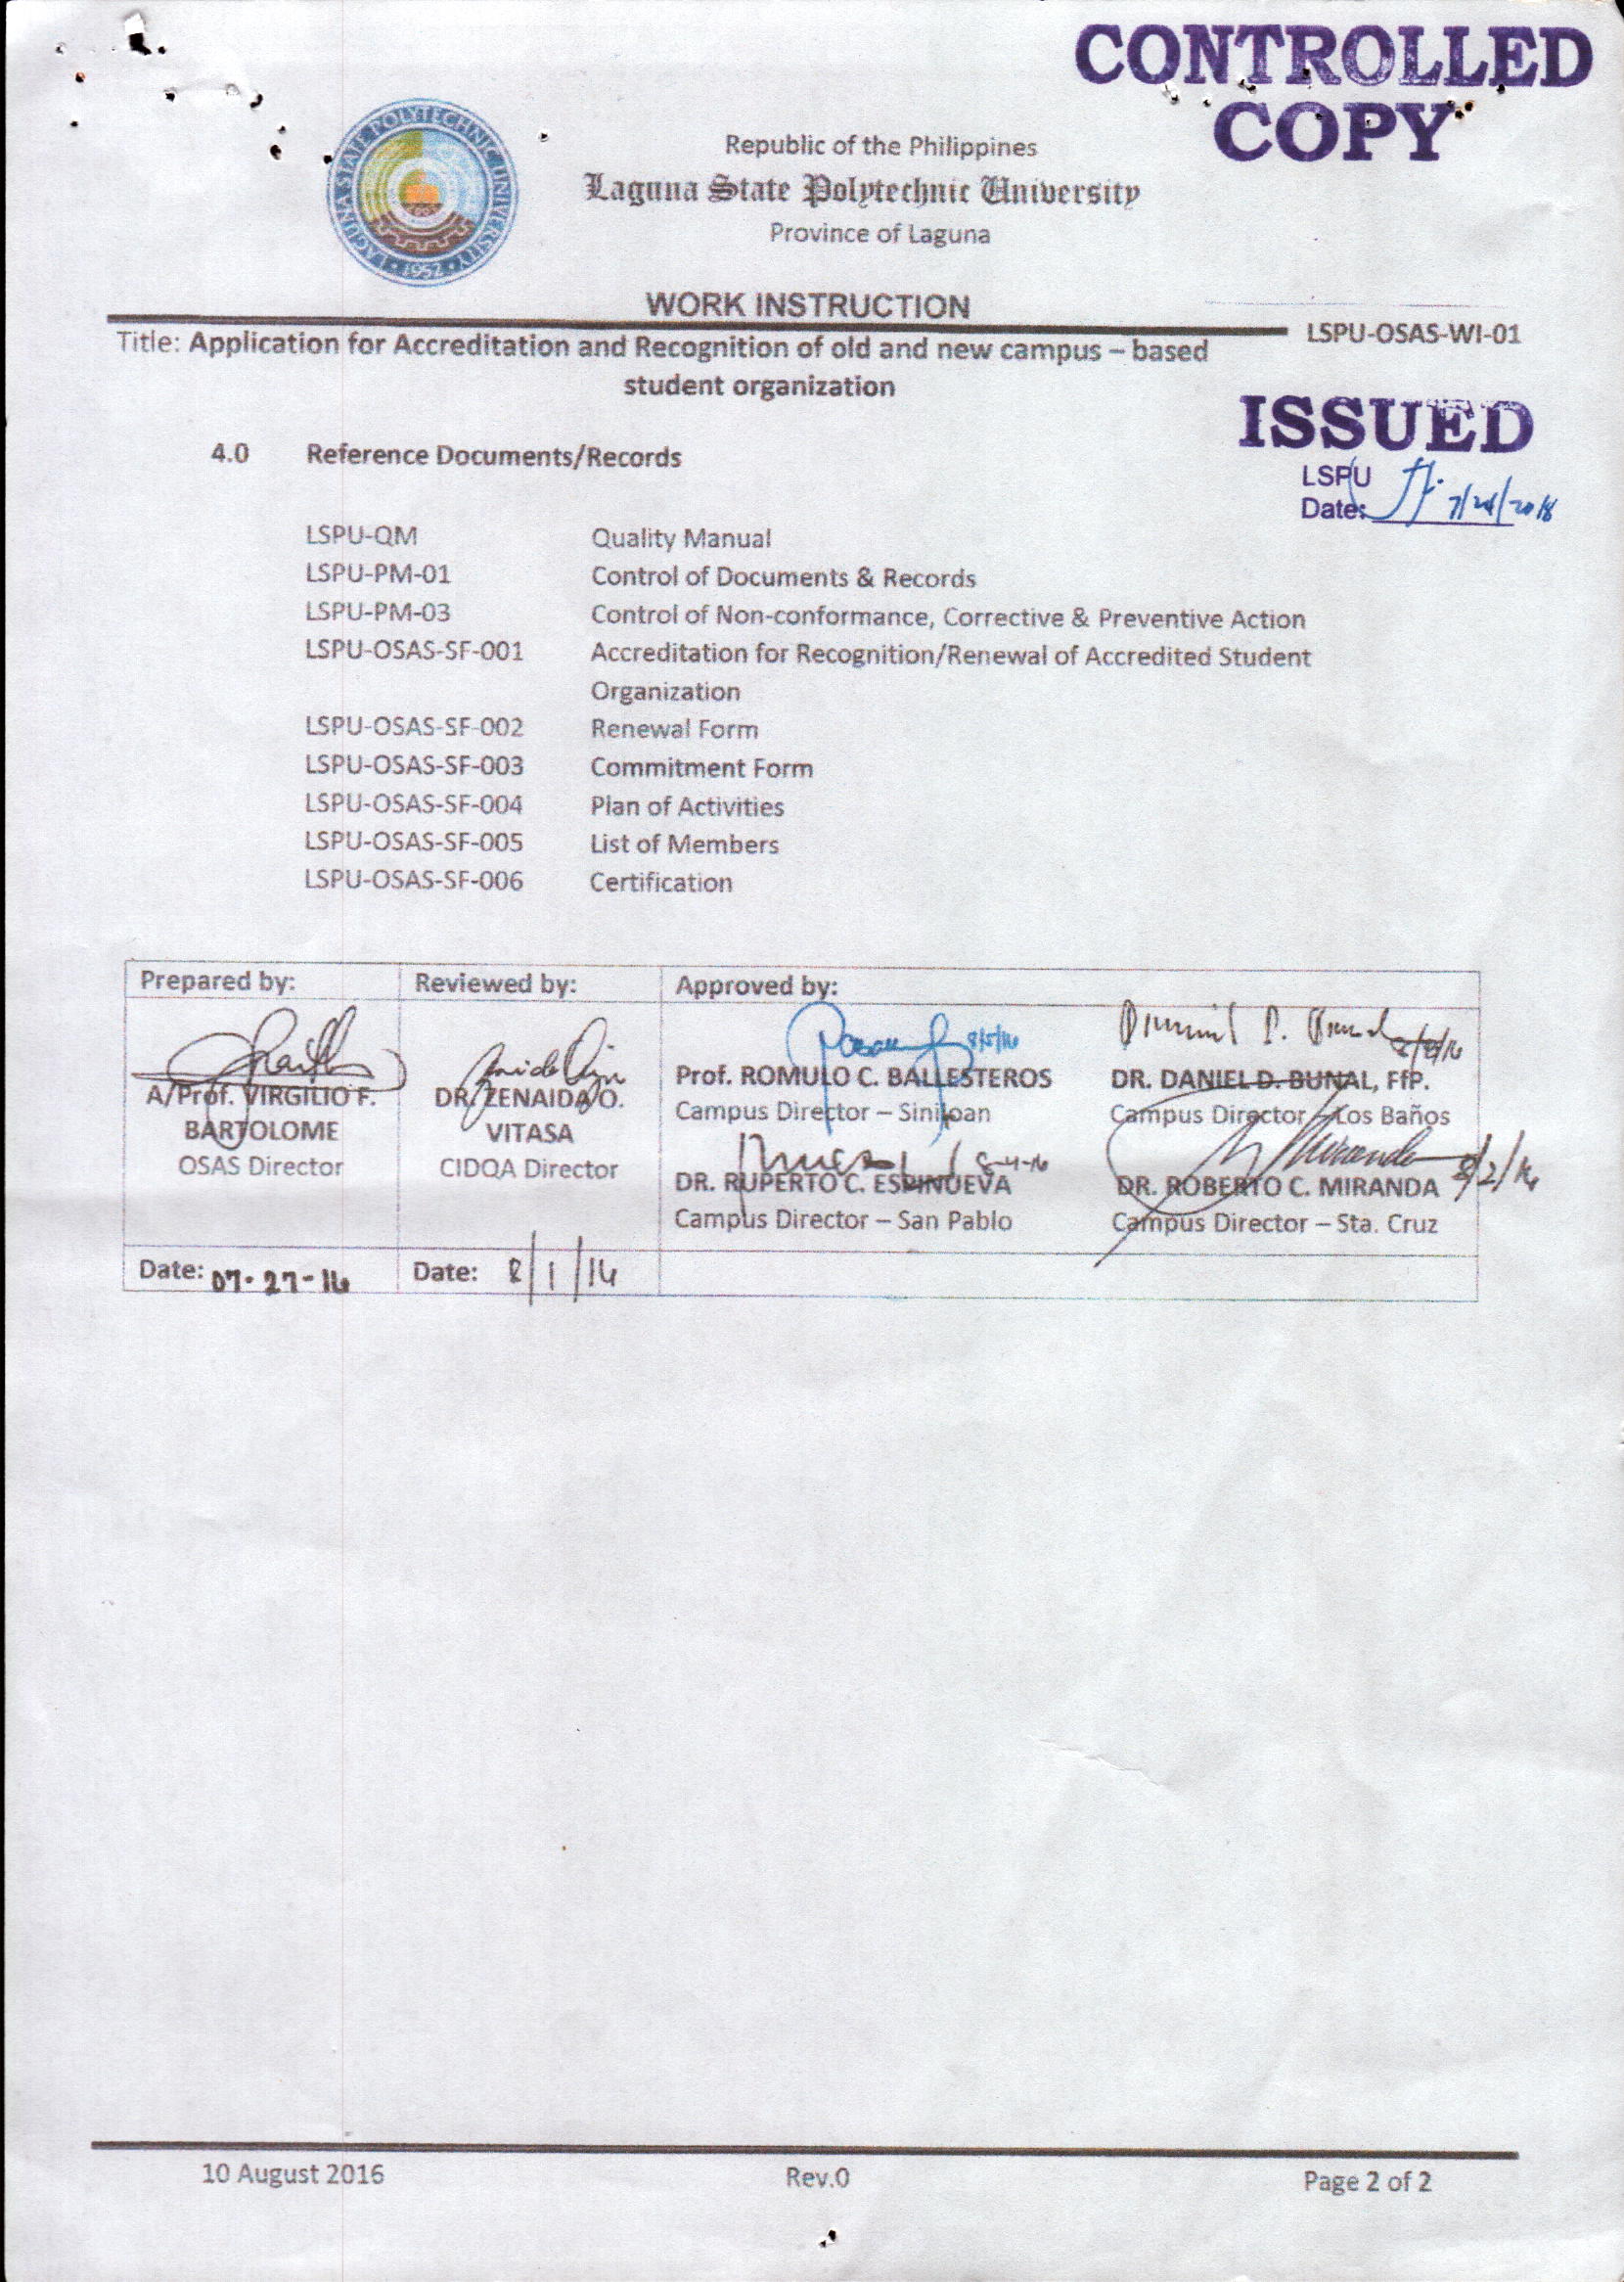 CONTROLLED
COPY
LAGUNA STATE POLYTECHNIC UNIVERSITY
1952
Republic of the Philippines
Laguna State Polytechnic University
Province of Laguna
WORK INSTRUCTION
LSPU-OSAS-WI-01
Title: Application for Accreditation and Recognition of old and new campus – based
student organization
ISSUED
LSPU
Date:
4.0 Reference Documents/Records
LSPU-QM Quality Manual
LSPU-PM-01 Control of Documents & Records
LSPU-PM-03 Control of Non-conformance, Corrective & Preventive Action
LSPU-OSAS-SF-001 Accreditation for Recognition/Renewal of Accredited Student
Organization
LSPU-OSAS-SF-002 Renewal Form
LSPU-OSAS-SF-003 Commitment Form
LSPU-OSAS-SF-004 Plan of Activities
LSPU-OSAS-SF-005 List of Members
LSPU-OSAS-SF-006 Certification
Prepared by: Reviewed by: Approved by:
A/Prof. VIRGILIO F.
BARTOLOME
OSAS Director
DR. ZENAIDA O.
VITASA
CIDQA Director
8/5/16
Prof. ROMULO C. BALLESTEROS
Campus Director – Siniloan
DR. DANIEL D. BUNAL, FfP.
Campus Director – Los Baños
8-4-16
DR. RUPERTO C. ESPINUEVA
Campus Director – San Pablo
8/2/16
DR. ROBERTO C. MIRANDA
Campus Director – Sta. Cruz
Date: 07-27-16 Date: 8/1/16
10 August 2016 Rev.0 Page 2 of 2